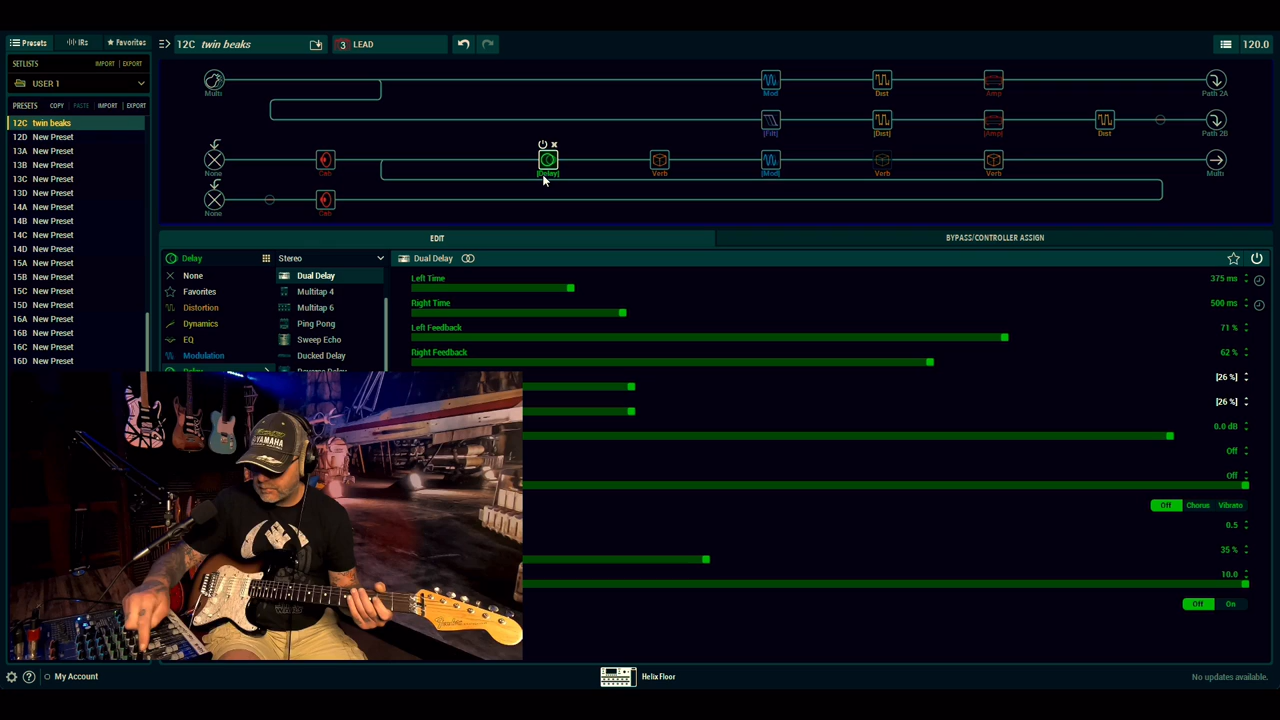 Presets
IRs
Favorites
12C twin beaks
3 LEAD
120.0
SETLISTS
IMPORT
EXPORT
USER 1
PRESETS
COPY
PASTE
IMPORT
EXPORT
12C twin beaks
12D New Preset
13A New Preset
13B New Preset
13C New Preset
13D New Preset
14A New Preset
14B New Preset
14C New Preset
14D New Preset
15A New Preset
15B New Preset
15C New Preset
15D New Preset
16A New Preset
16B New Preset
16C New Preset
16D New Preset
Multi
Mod
Dist
Amp
Path 2A
[Filt]
[Dist]
[Amp]
Dist
Path 2B
None
Cab
[Delay]
Verb
[Mod]
Verb
Verb
Multi
None
Cab
EDIT
BYPASS/CONTROLLER ASSIGN
Delay
Stereo
Dual Delay
None
Favorites
Distortion
Dynamics
EQ
Modulation
Dual Delay
Multitap 4
Multitap 6
Ping Pong
Sweep Echo
Ducked Delay
Left Time
375 ms
Right Time
500 ms
Left Feedback
71 %
Right Feedback
62 %
[26 %]
[26 %]
0.0 dB
Off
Off
Off
Chorus
Vibrato
0.5
35 %
10.0
Off
On
YAMAHA
My Account
Helix Floor
No updates available.